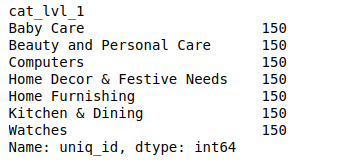 cat_lvl_1
Baby Care 150
Beauty and Personal Care 150
Computers 150
Home Decor & Festive Needs 150
Home Furnishing 150
Kitchen & Dining 150
Watches 150
Name: uniq_id, dtype: int64